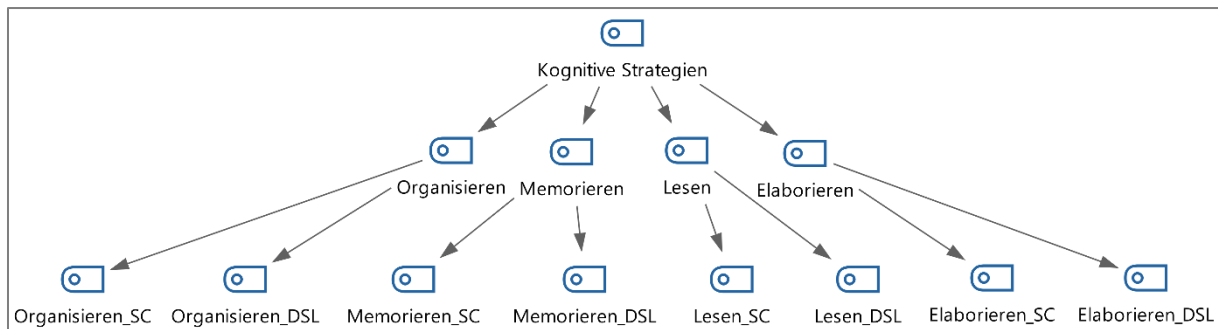 Kognitive Strategien
Organisieren Memorieren Lesen Elaborieren
Organisieren_SC Organisieren_DSL Memorieren_SC Memorieren_DSL Lesen_SC Lesen_DSL Elaborieren_SC Elaborieren_DSL